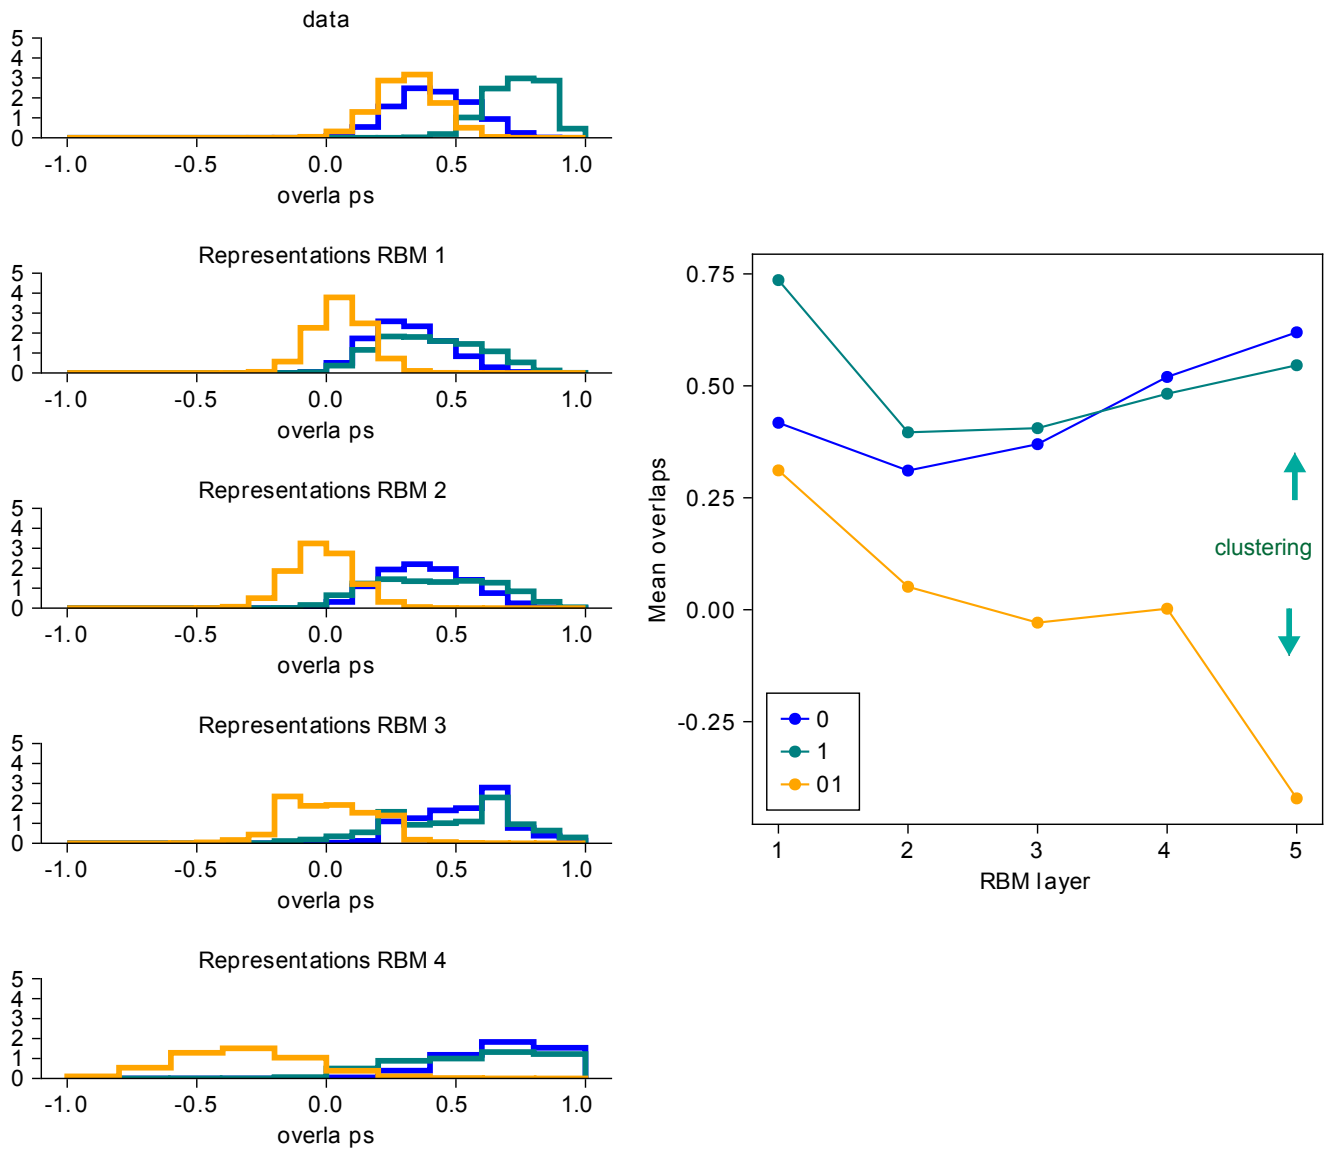 data
5
4
3
2
1
0
-1.0 -0.5 0.0 0.5 1.0
overla ps
Representations RBM 1
5
4
3
2
1
0
-1.0 -0.5 0.0 0.5 1.0
overla ps
Representations RBM 2
5
4
3
2
1
0
-1.0 -0.5 0.0 0.5 1.0
overla ps
Representations RBM 3
5
4
3
2
1
0
-1.0 -0.5 0.0 0.5 1.0
overla ps
Representations RBM 4
5
4
3
2
1
0
-1.0 -0.5 0.0 0.5 1.0
overla ps
Mean overlaps
0.75
0.50
0.25
0.00
-0.25
clustering
0
1
01
1 2 3 4 5
RBM layer